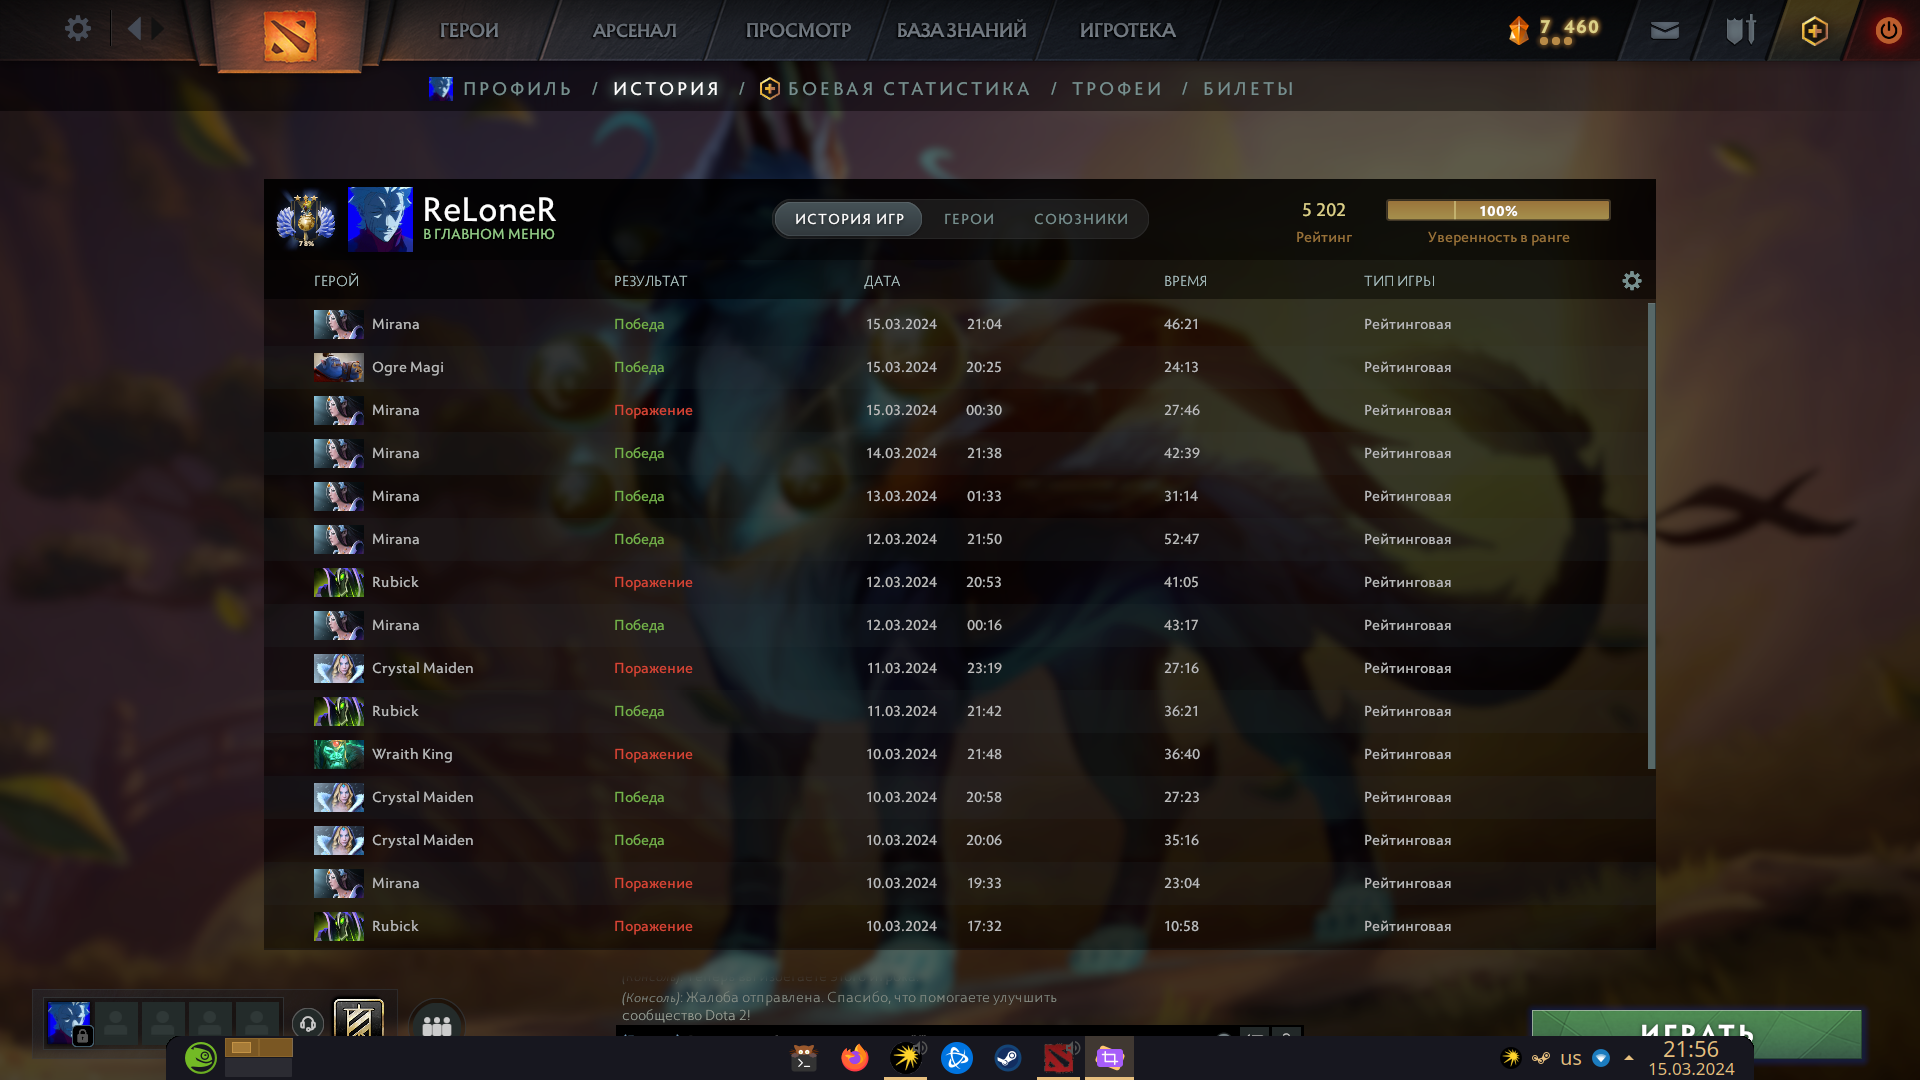 ГЕРОИ
АРСЕНАЛ
ПРОСМОТР
БАЗА ЗНАНИЙ
ИГРОТЕКА
7 460
ПРОФИЛЬ / ИСТОРИЯ / БОЕВАЯ СТАТИСТИКА / ТРОФЕИ / БИЛЕТЫ
78%
ReLoneR
В ГЛАВНОМ МЕНЮ
ИСТОРИЯ ИГР
ГЕРОИ
СОЮЗНИКИ
5 202
Рейтинг
100%
Уверенность в ранге
ГЕРОЙ РЕЗУЛЬТАТ ДАТА ВРЕМЯ ТИП ИГРЫ
Mirana Победа 15.03.2024 21:04 46:21 Рейтинговая
Ogre Magi Победа 15.03.2024 20:25 24:13 Рейтинговая
Mirana Поражение 15.03.2024 00:30 27:46 Рейтинговая
Mirana Победа 14.03.2024 21:38 42:39 Рейтинговая
Mirana Победа 13.03.2024 01:33 31:14 Рейтинговая
Mirana Победа 12.03.2024 21:50 52:47 Рейтинговая
Rubick Поражение 12.03.2024 20:53 41:05 Рейтинговая
Mirana Победа 12.03.2024 00:16 43:17 Рейтинговая
Crystal Maiden Поражение 11.03.2024 23:19 27:16 Рейтинговая
Rubick Победа 11.03.2024 21:42 36:21 Рейтинговая
Wraith King Поражение 10.03.2024 21:48 36:40 Рейтинговая
Crystal Maiden Победа 10.03.2024 20:58 27:23 Рейтинговая
Crystal Maiden Победа 10.03.2024 20:06 35:16 Рейтинговая
Mirana Поражение 10.03.2024 19:33 23:04 Рейтинговая
Rubick Поражение 10.03.2024 17:32 10:58 Рейтинговая
(Консоль): Жалоба отправлена. Спасибо, что помогаете улучшить
сообщество Dota 2!
ИГРАТЬ
us
21:56
15.03.2024